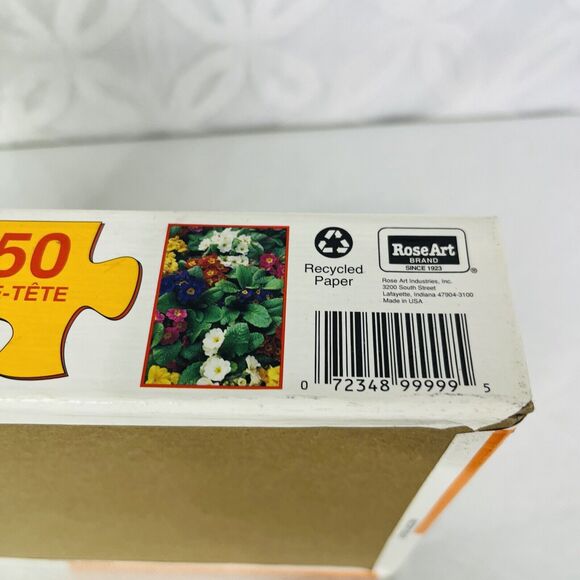 50
-TÊTE
Recycled
Paper
RoseArt
BRAND
SINCE 1923
®
Rose Art Industries, Inc.
3200 South Street
Lafayette, Indiana 47904-3100
Made in USA
0 72348 99999 5